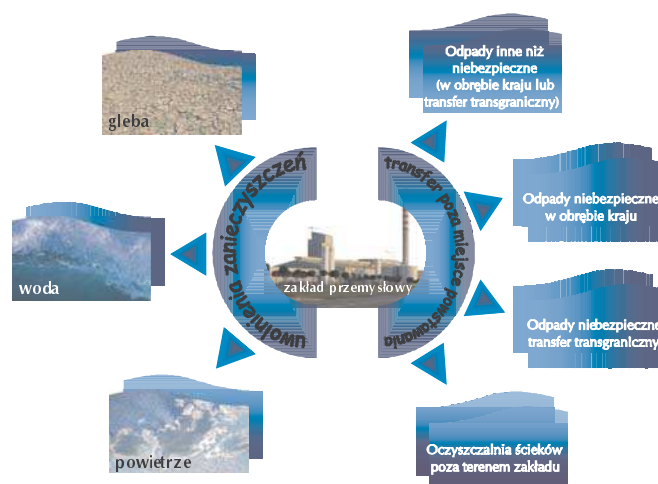 gleba
woda
powietrze
uwolnienia zanieczyszczeń
zakład przemysłowy
transfer poza miejsce powstawania
Odpady inne niż
niebezpieczne
(w obrębie kraju lub
transfer transgraniczny)
Odpady niebezpieczne
w obrębie kraju
Odpady niebezpieczne
transfer transgraniczny
Oczyszczalnia ścieków
poza terenem zakładu